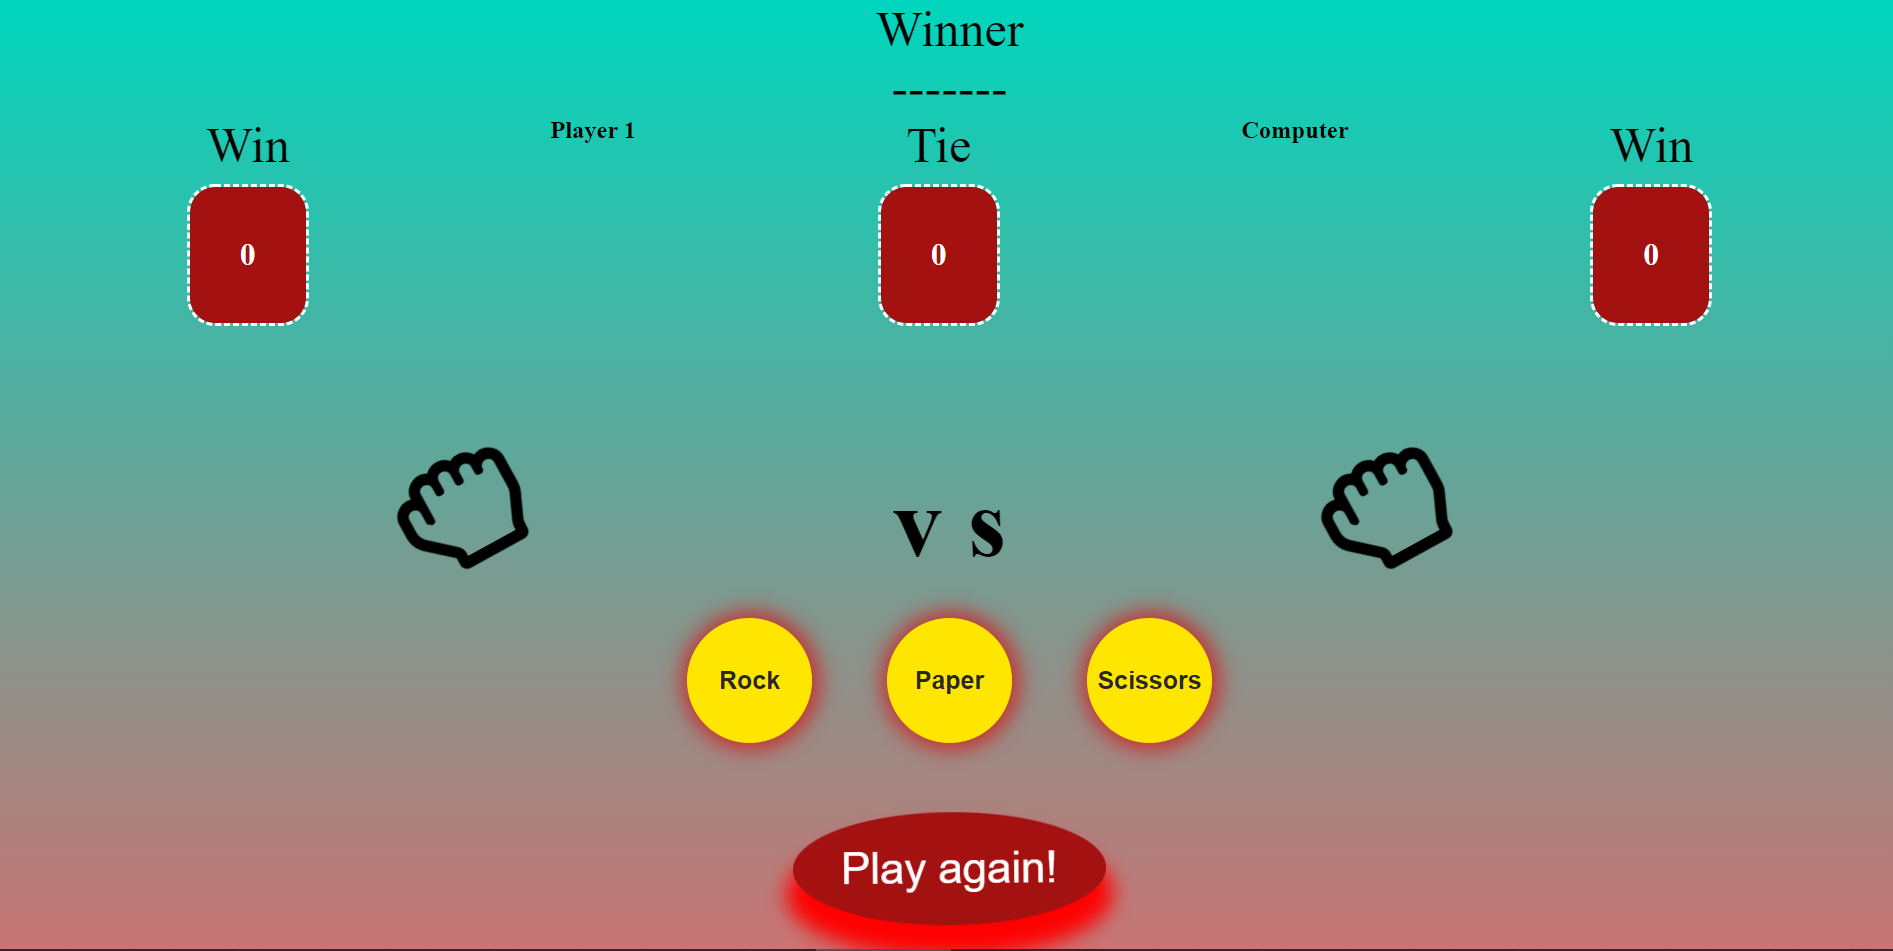 Winner
-------
Win Player 1 Tie Computer Win
0 0 0
v s
Rock Paper Scissors
Play again!